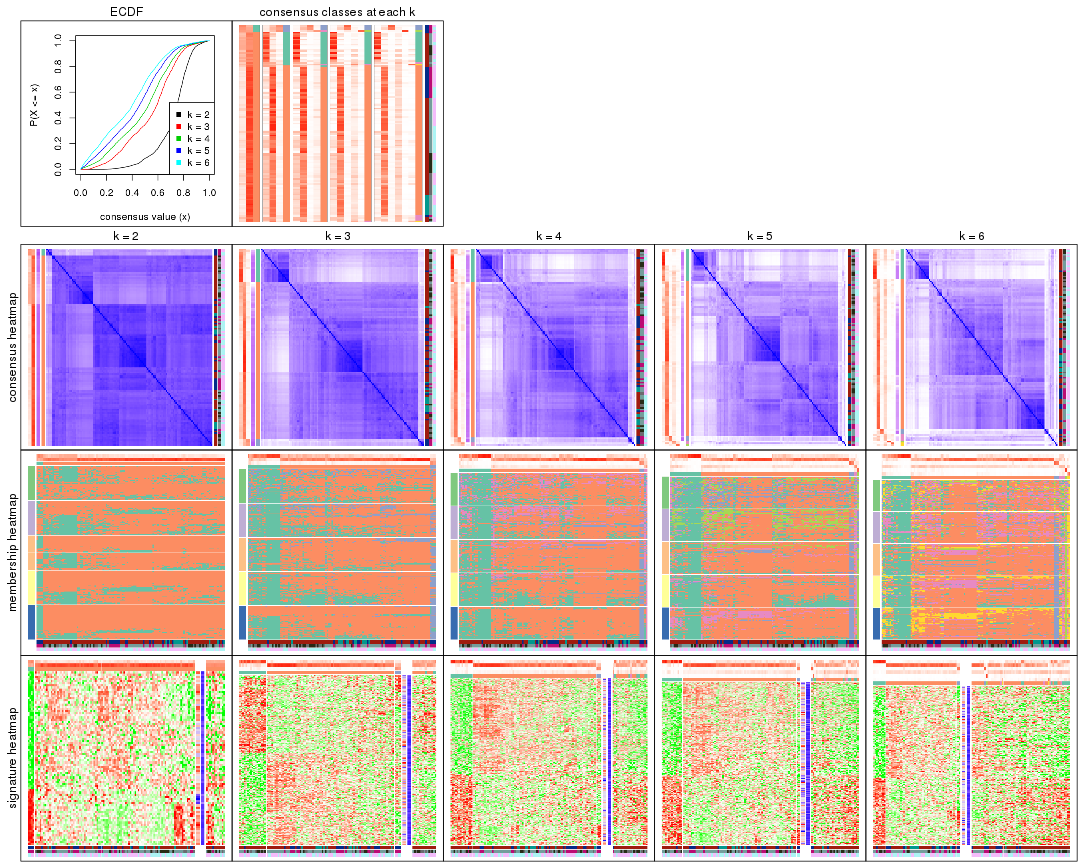 ECDF
consensus classes at each k
P(X <= x)
0.0 0.2 0.4 0.6 0.8 1.0
k = 2
k = 3
k = 4
k = 5
k = 6
0.0 0.2 0.4 0.6 0.8 1.0
consensus value (x)
k = 2
k = 3
k = 4
k = 5
k = 6
consensus heatmap
membership heatmap
signature heatmap